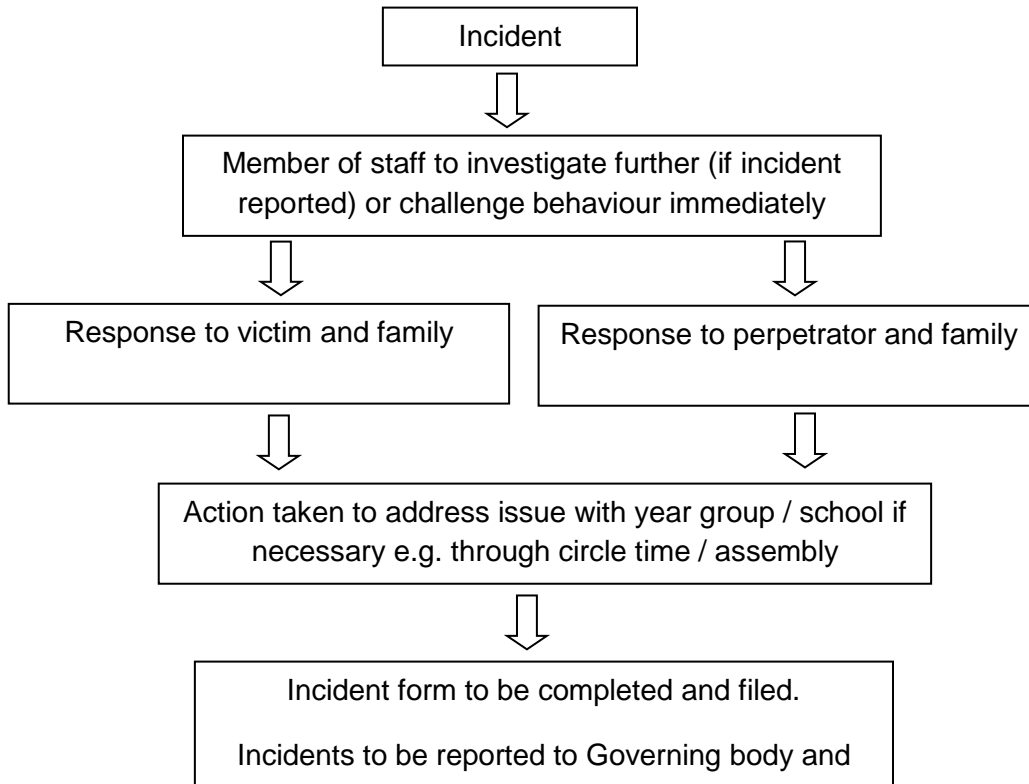 Incident
Member of staff to investigate further (if incident
reported) or challenge behaviour immediately
Response to victim and family
Response to perpetrator and family
Action taken to address issue with year group / school if
necessary e.g. through circle time / assembly
Incident form to be completed and filed.
Incidents to be reported to Governing body and